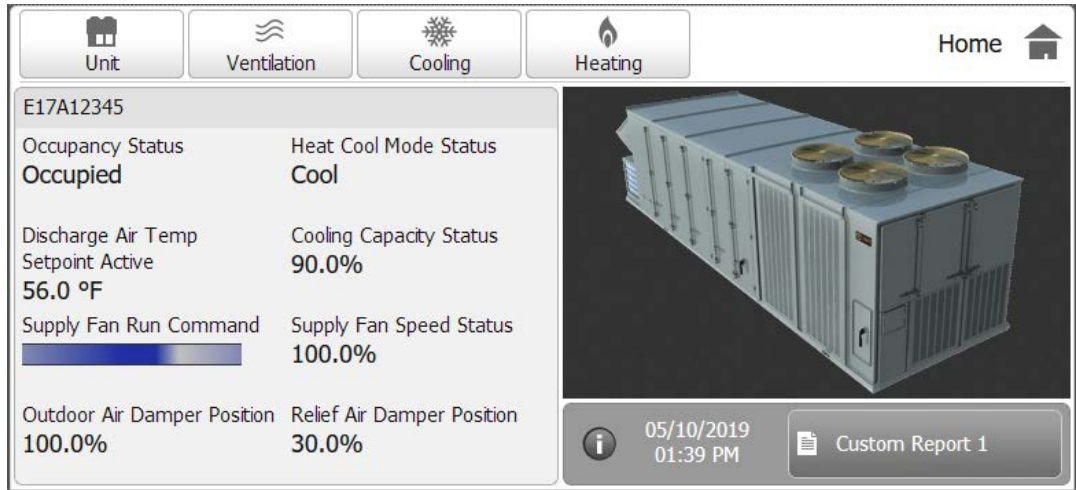 Unit
Ventilation
Cooling
Heating
Home
E17A12345
Occupancy Status
Occupied
Heat Cool Mode Status
Cool
Discharge Air Temp
Setpoint Active
56.0 °F
Cooling Capacity Status
90.0%
Supply Fan Run Command
Supply Fan Speed Status
100.0%
Outdoor Air Damper Position
100.0%
Relief Air Damper Position
30.0%
05/10/2019
01:39 PM
Custom Report 1